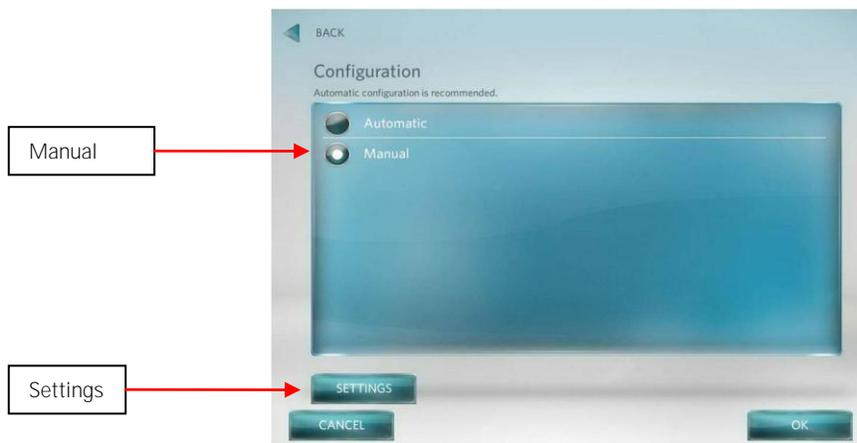 BACK
Configuration
Automatic configuration is recommended.
Automatic
Manual
Manual
Settings
SETTINGS
CANCEL
OK